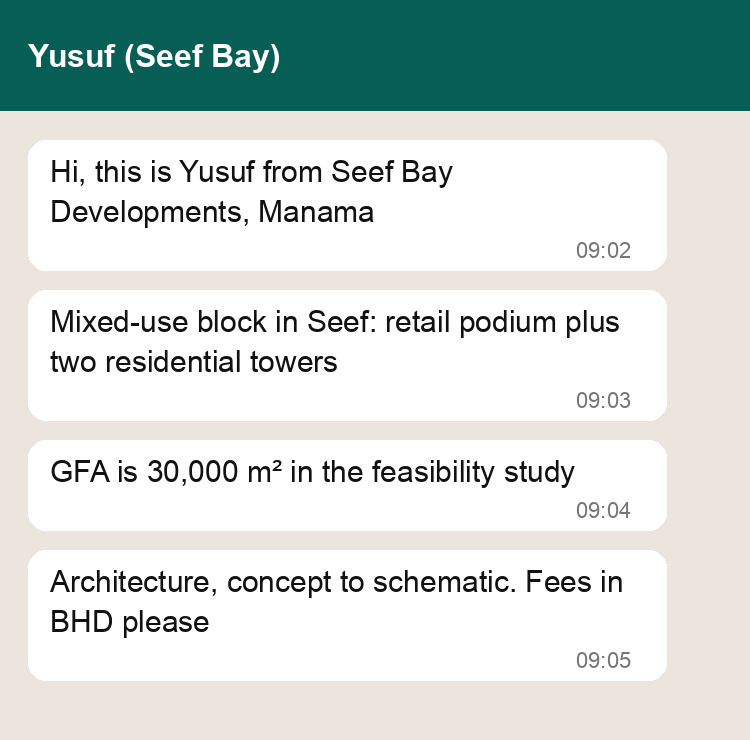 Yusuf (Seef Bay)
Hi, this is Yusuf from Seef Bay
Developments, Manama
09:02
Mixed-use block in Seef: retail podium plus
two residential towers
09:03
GFA is 30,000 m² in the feasibility study
09:04
Architecture, concept to schematic. Fees in
BHD please
09:05